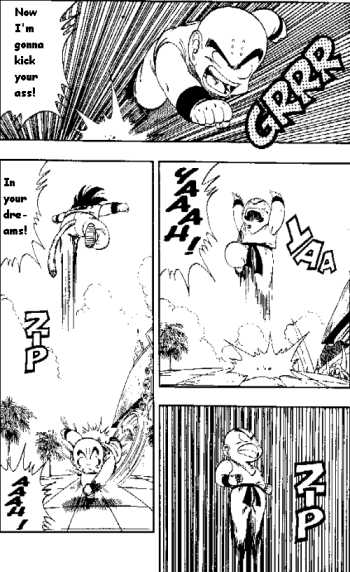 Now
I'm
gonna
kick
your
ass!
GRRR
In
your
dre-
ams!
ZIP
AAAH!
YAAAH!
YAA
ZIP